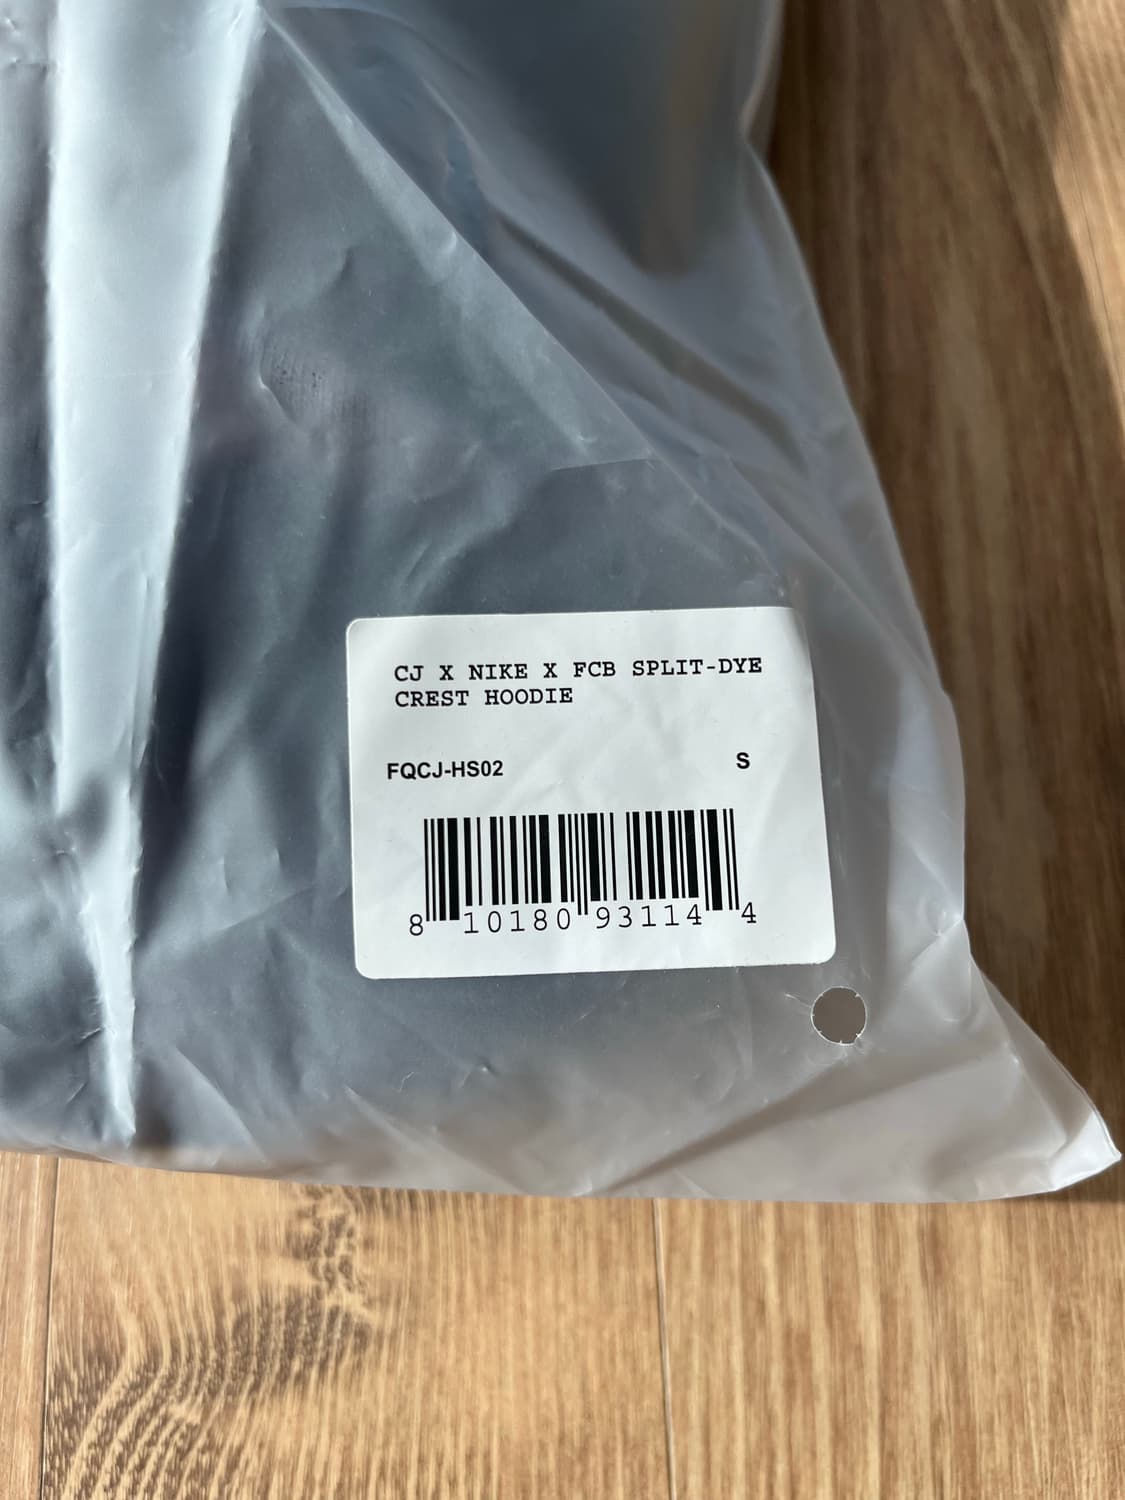 CJ X NIKE X FCB SPLIT-DYE
CREST HOODIE
FQCJ-HS02 S
8 10180 93114 4